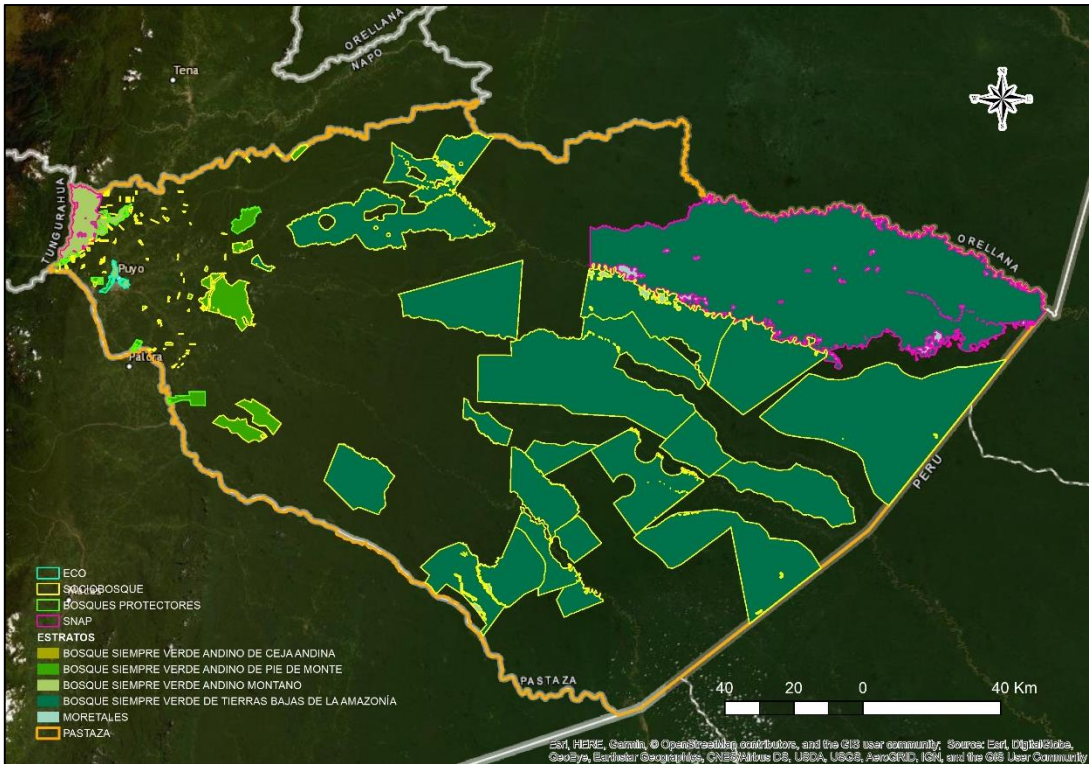 ORELLANA
NAPO
Tena
N
W E
S
TUNGURAHUA
ORELLANA
Puyo
Palora
PERU
ECO
SOCIOBOSQUE
BOSQUES PROTECTORES
SNAP
ESTRATOS
BOSQUE SIEMPRE VERDE ANDINO DE CEJA ANDINA
BOSQUE SIEMPRE VERDE ANDINO DE PIE DE MONTE
BOSQUE SIEMPRE VERDE ANDINO MONTANO
BOSQUE SIEMPRE VERDE DE TIERRAS BAJAS DE LA AMAZONÍA
MORETALES
PASTAZA
PASTAZA
40 20 0 40 Km
Esri, HERE, Garmin, © OpenStreetMap contributors, and the GIS user community; Source: Esri, DigitalGlobe,
GeoEye, Earthstar Geographics, CNES/Airbus DS, USDA, USGS, AeroGRID, IGN, and the GIS User Community